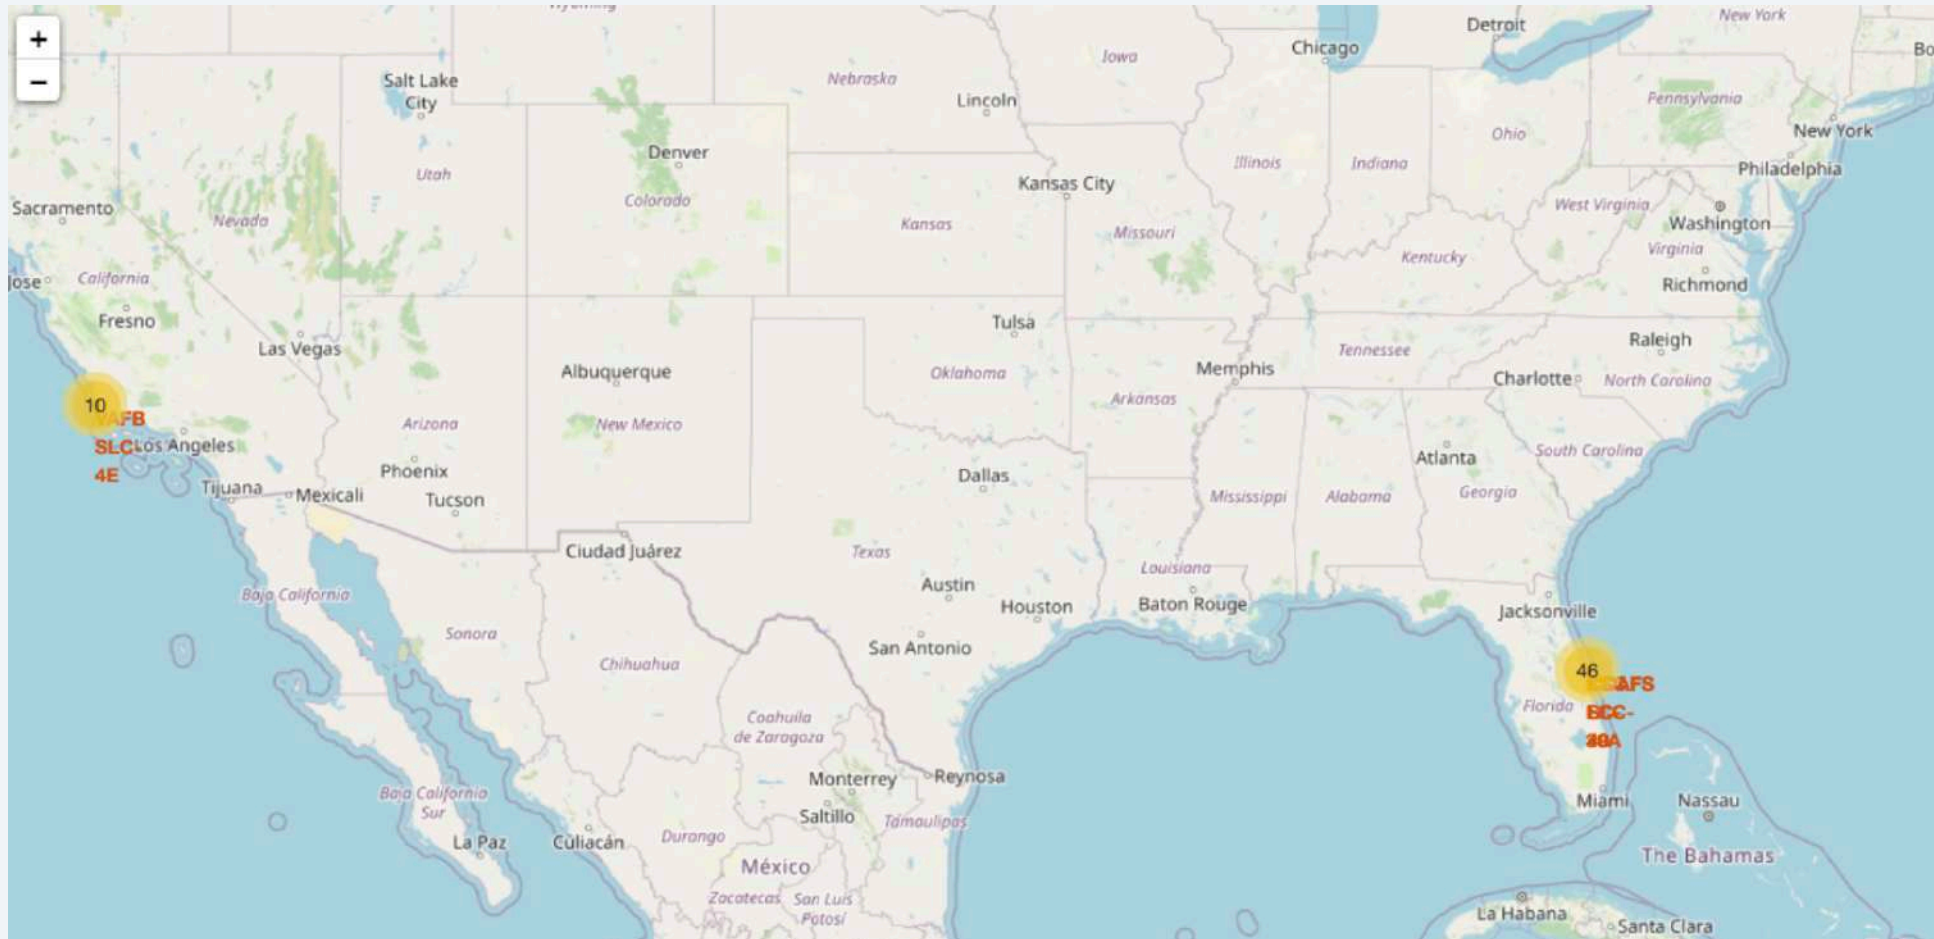 Wyoming
New York
Detroit
Chicago
Bo
+
−
Iowa
Salt Lake
City
Nebraska
Lincoln
Pennsylvania
New York
Ohio
Denver
Illinois
Indiana
Philadelphia
Utah
Kansas City
Colorado
Sacramento
Nevada
West Virginia
Washington
Kansas
Missouri
Virginia
Kentucky
Jose
California
Richmond
Fresno
Tulsa
Las Vegas
Raleigh
Tennessee
Albuquerque
Oklahoma
Memphis
Charlotte
North Carolina
Arkansas
10
AFB
SLC-
4E
Los Angeles
Arizona
New Mexico
South Carolina
Atlanta
Phoenix
Dallas
Tijuana
Mexicali
Tucson
Mississippi
Alabama
Georgia
Ciudad Juárez
Texas
Louisiana
Austin
Baja California
Houston
Baton Rouge
Jacksonville
Sonora
San Antonio
Chihuahua
46
AFS
Florida
Coahuila
de Zaragoza
Monterrey
Reynosa
Baja California
Sur
Saltillo
Tamaulipas
Miami
Nassau
La Paz
Culiacán
Durango
The Bahamas
México
Zacatecas
San Luis
Potosí
La Habana
Santa Clara